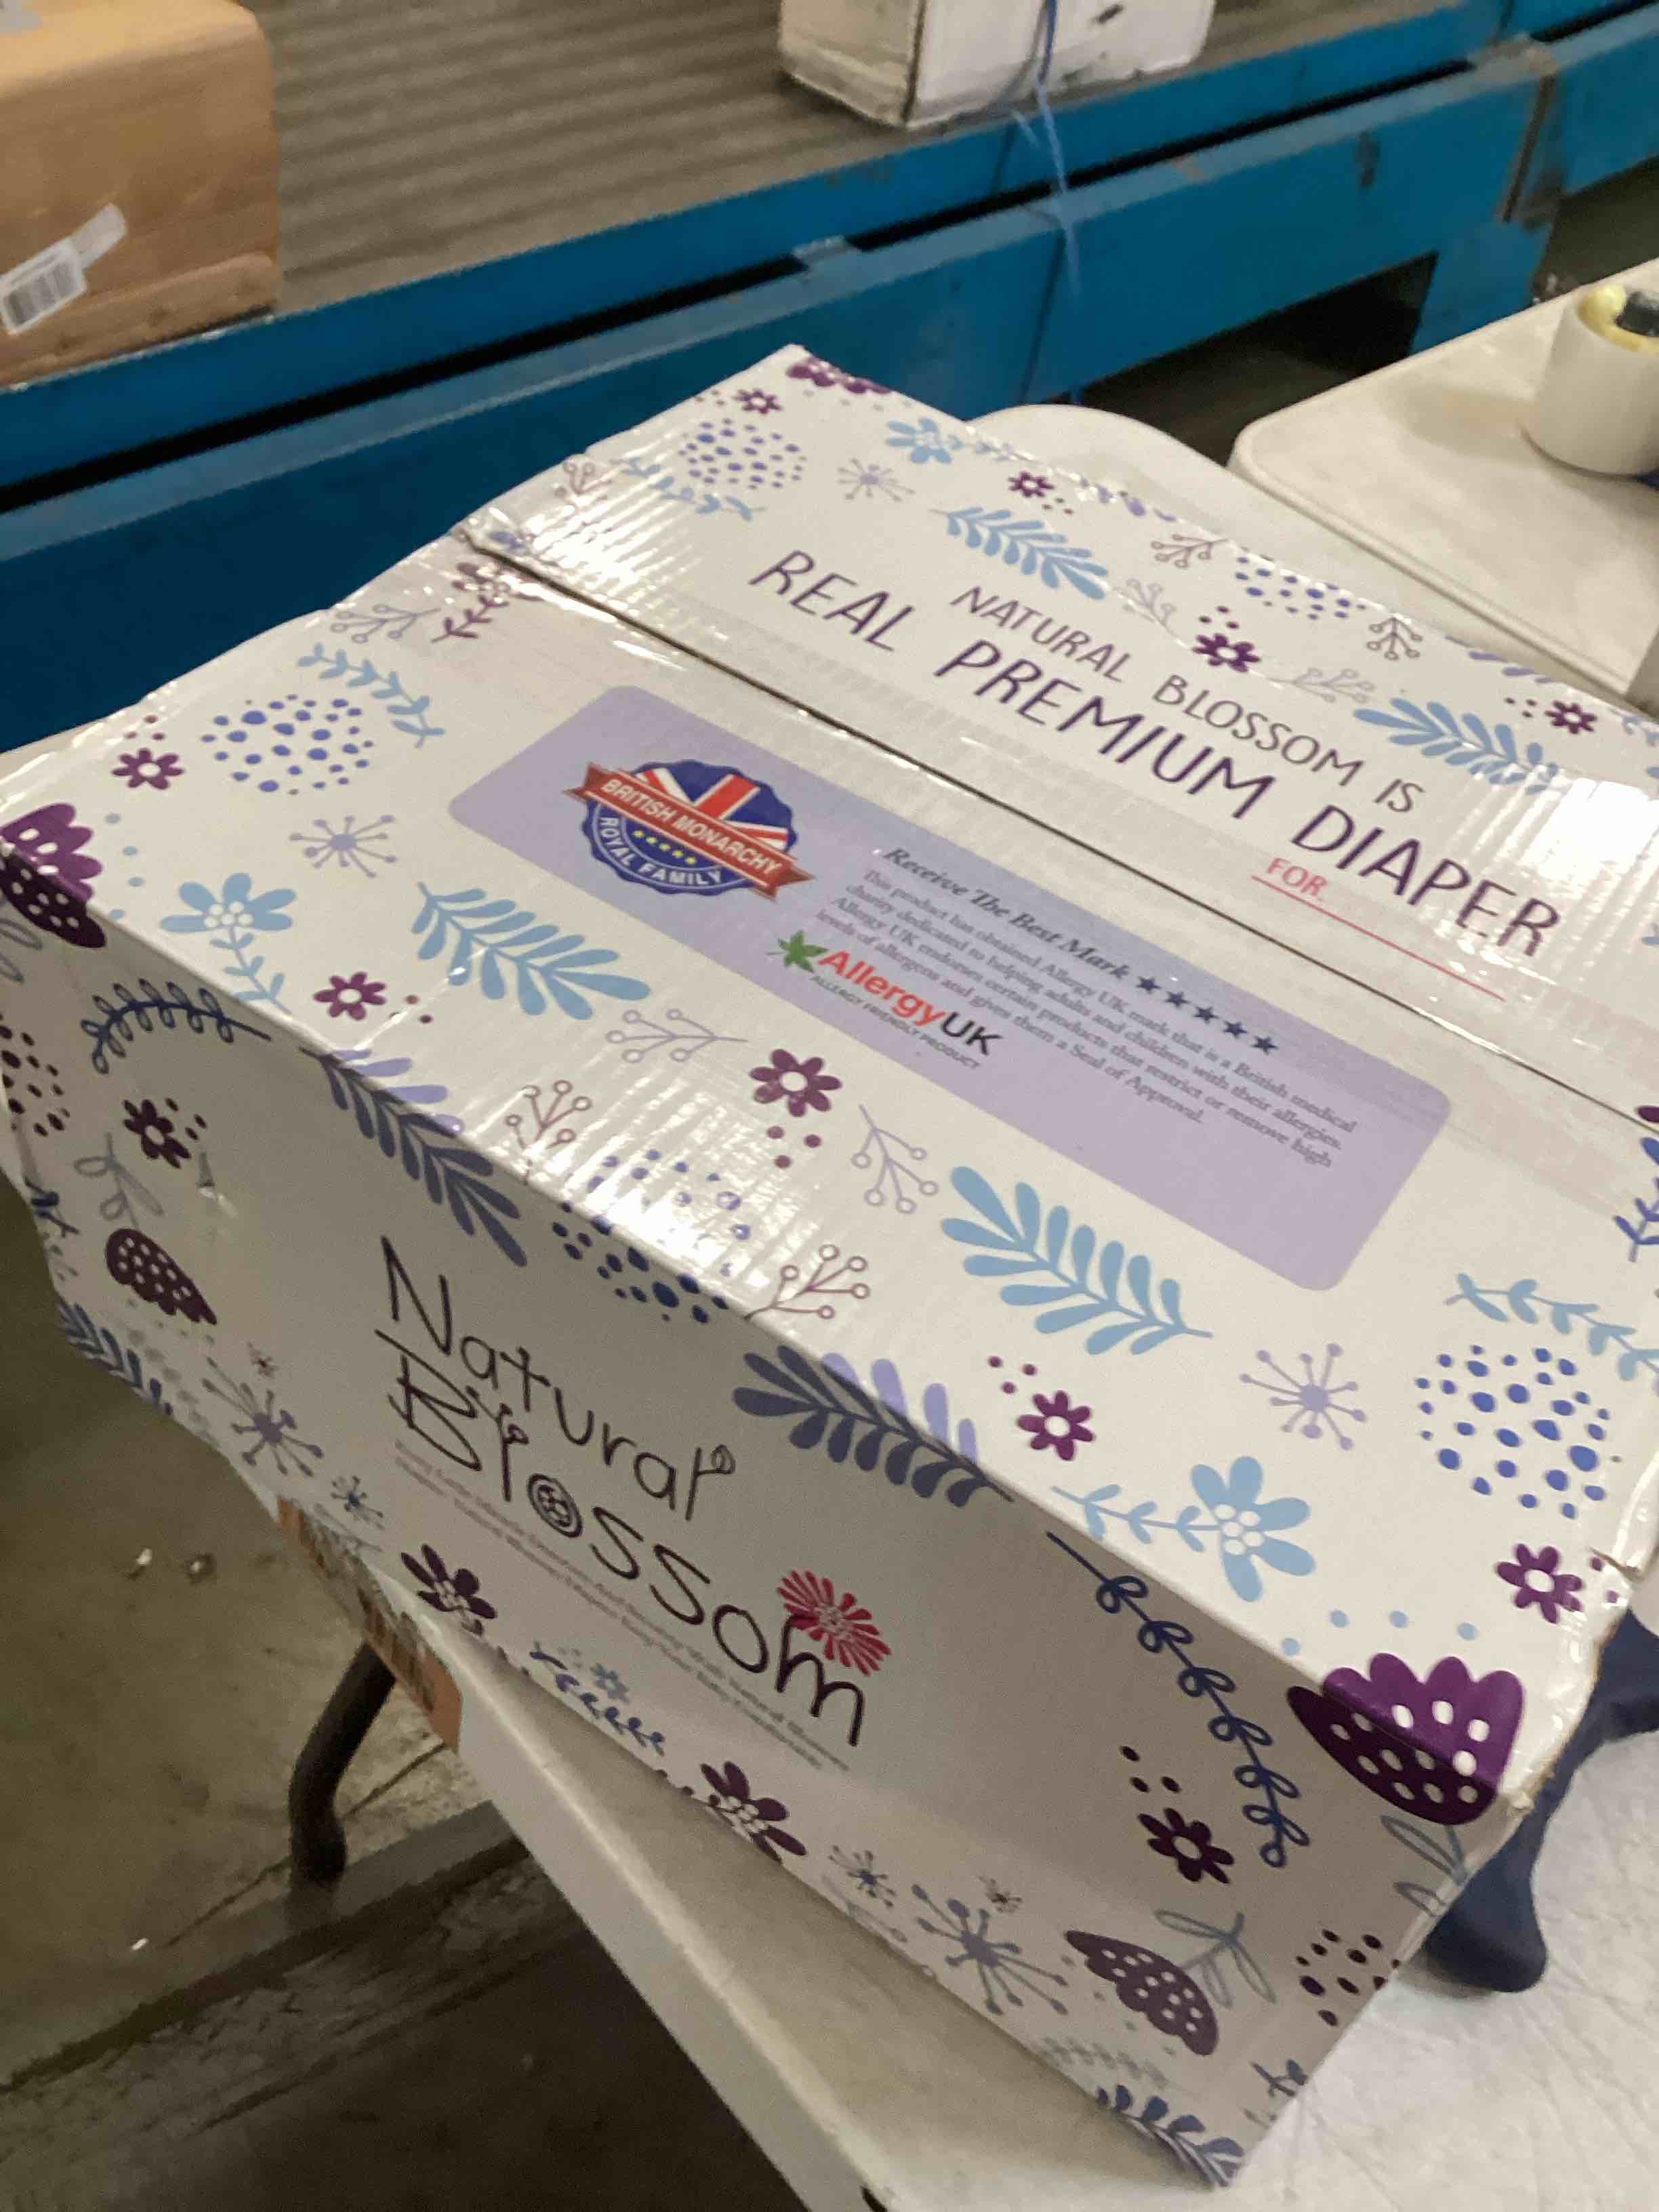 NATURAL BLOSSOM IS
REAL PREMIUM DIAPER
FOR.
BRITISH MONARCHY
ROYAL FAMILY
Receive The Best Mark ★★★★★★
This product has obtained Allergy UK mark that is a British medical
charity dedicated to helping adults and children with their allergies.
Allergy UK endorses certain products that restrict or remove high
levels of allergens and gives them a Seal of Approval.
AllergyUK
ALLERGY FRIENDLY PRODUCT
Natural
Blossom